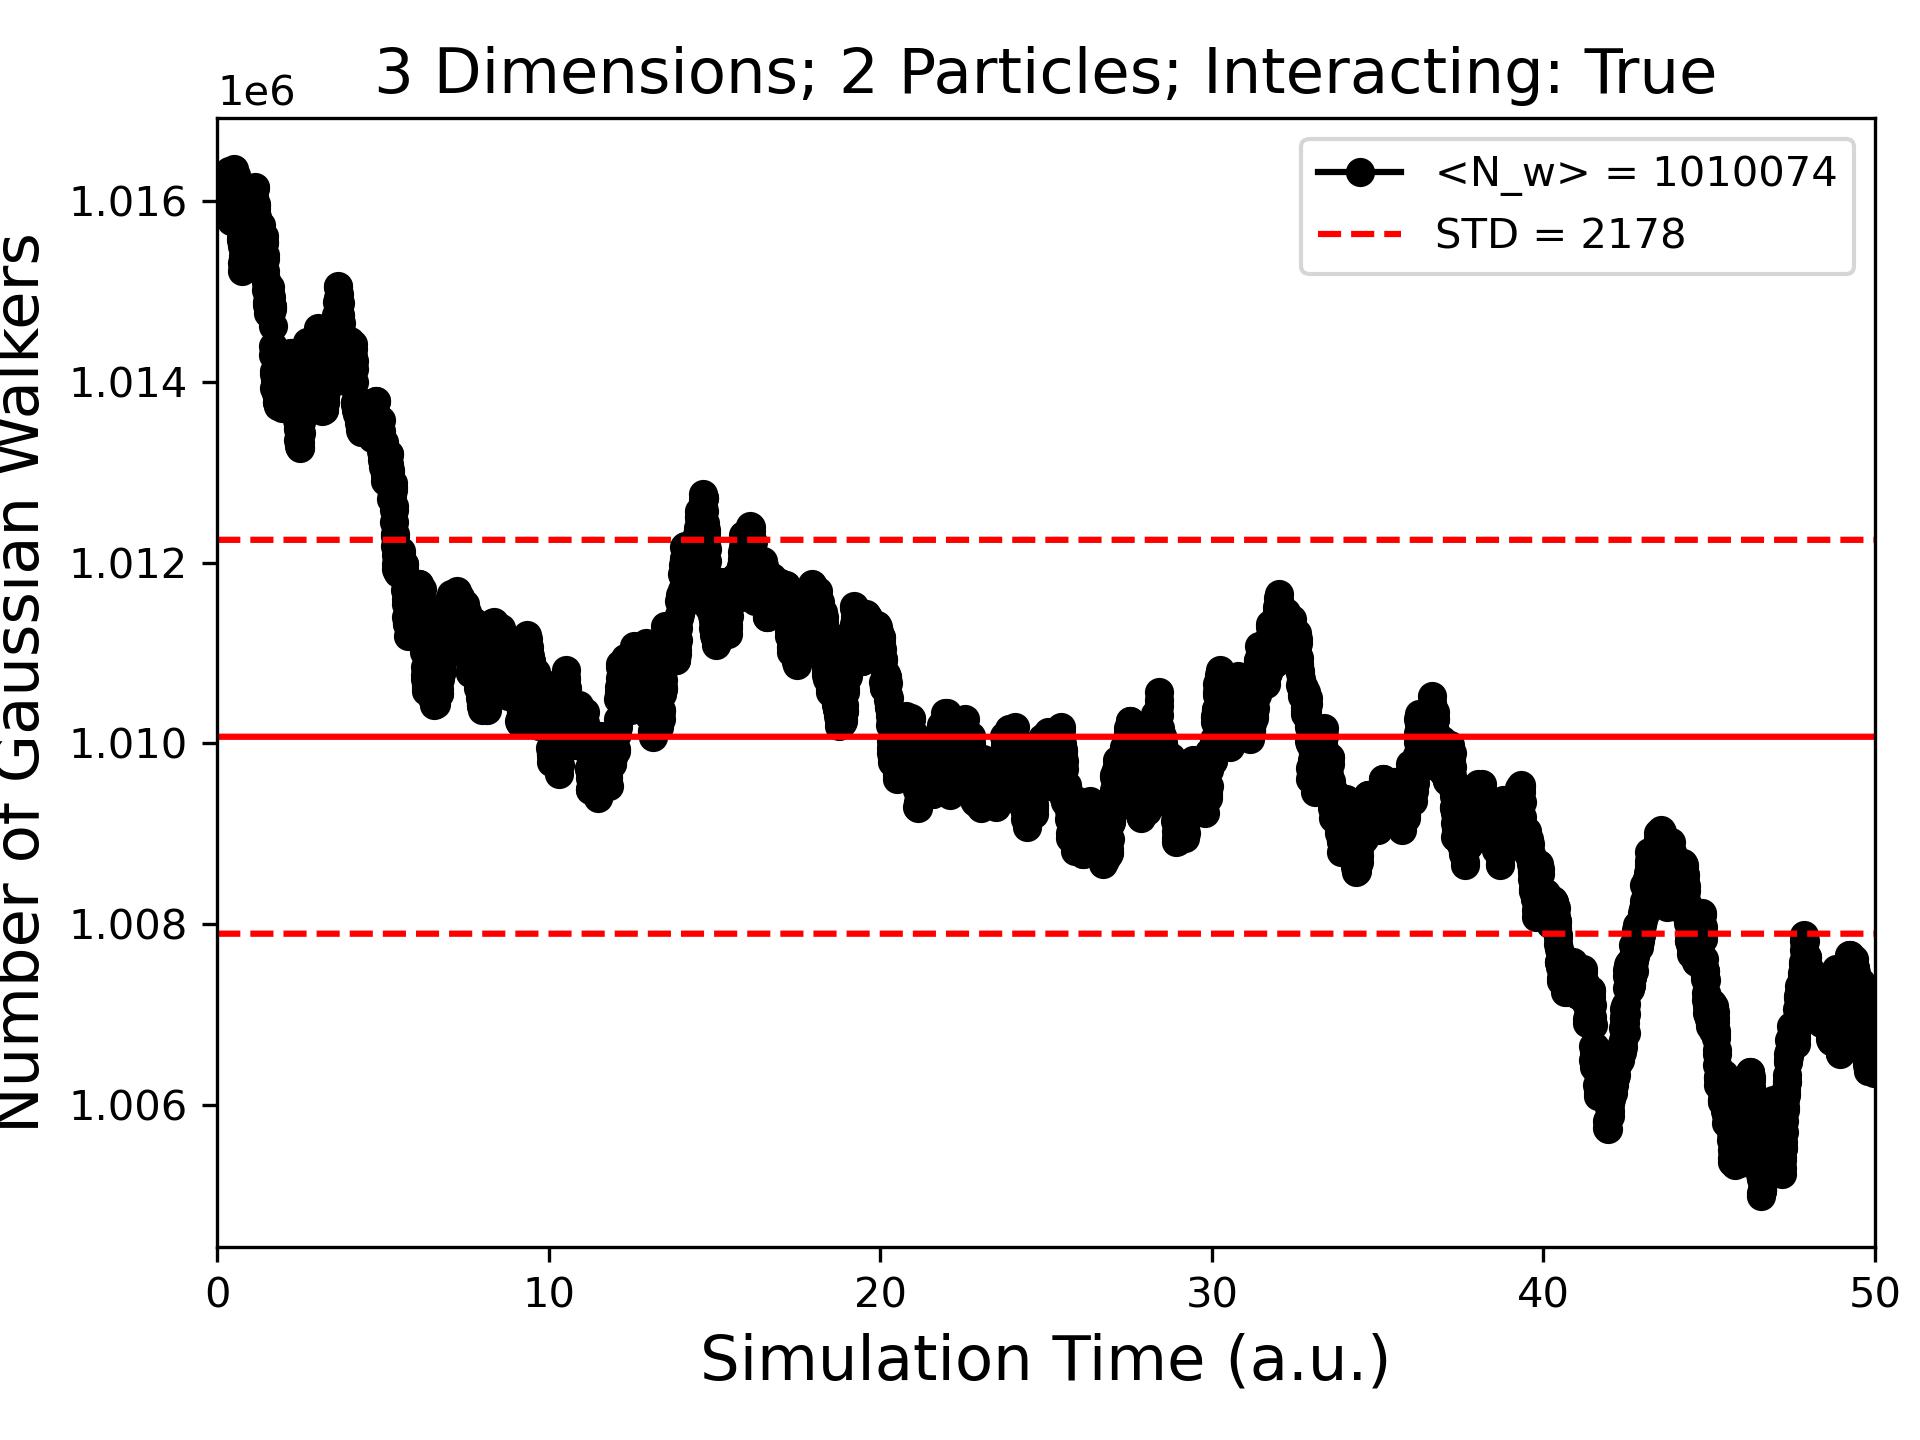 3 Dimensions; 2 Particles; Interacting: True
1e6
<N_w> = 1010074
STD = 2178
Number of Gaussian Walkers
1.016
1.014
1.012
1.010
1.008
1.006
0 10 20 30 40 50
Simulation Time (a.u.)